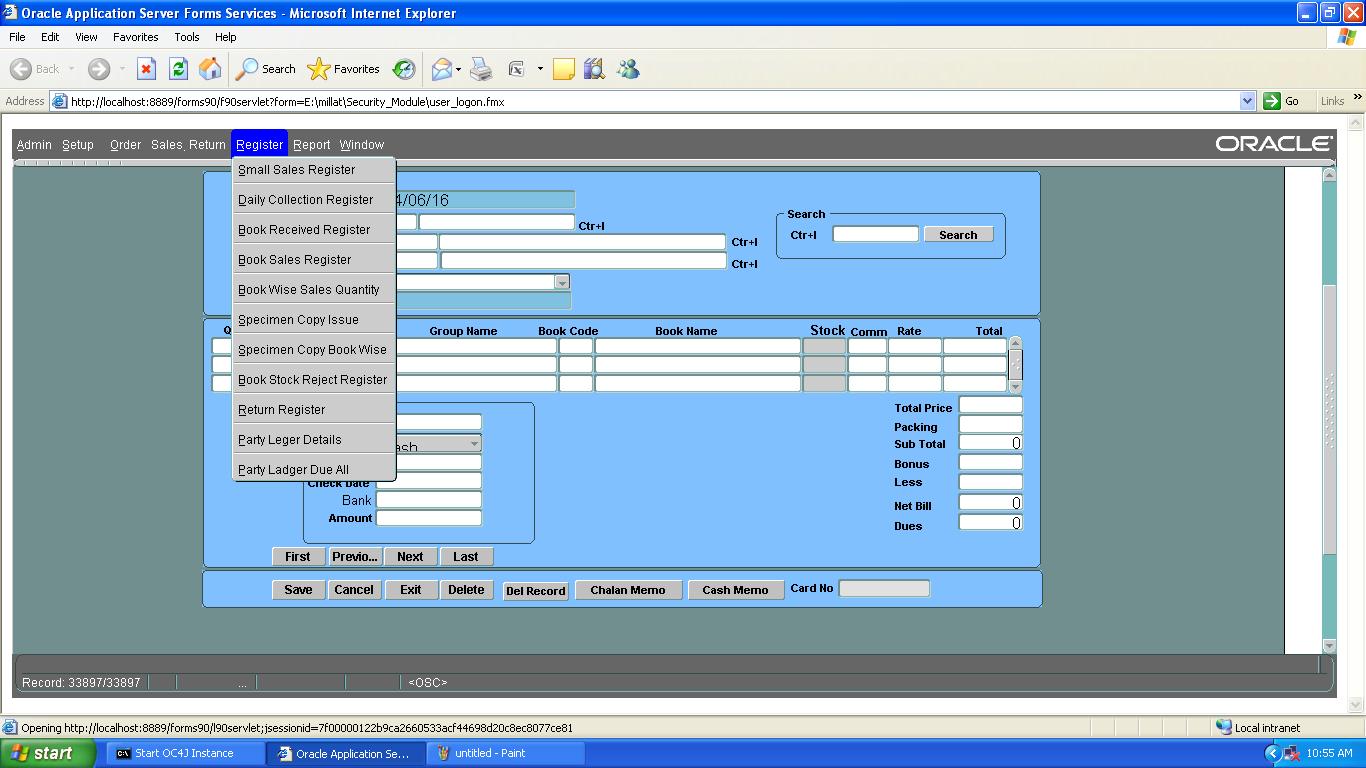 Oracle Application Server Forms Services - Microsoft Internet Explorer
File Edit View Favorites Tools Help
Back Search Favorites
Address http://localhost:8889/forms90/f90servlet?form=E:\millat\Security_Module\user_logon.fmx Go Links »
Admin Setup Order Sales, Return Register Report Window ORACLE
Small Sales Register
Daily Collection Register
Book Received Register
Book Sales Register
Book Wise Sales Quantity
Specimen Copy Issue
Specimen Copy Book Wise
Book Stock Reject Register
Return Register
Party Leger Details
Party Ladger Due All
4/06/16
Ctr+I
Ctr+I
Ctr+I
Search
Ctr+I Search
Group Name Book Code Book Name Stock Comm Rate Total
Check Date
Bank
Amount
Total Price
Packing
Sub Total 0
Bonus
Less
Net Bill 0
Dues 0
First Previo... Next Last
Save Cancel Exit Delete Del Record Chalan Memo Cash Memo Card No
Record: 33897/33897 ... <OSC>
Opening http://localhost:8889/forms90/l90servlet;jsessionid=7f00000122b9ca2660533acf44698d20c8ec8077ce81 Local intranet
start Start OC4J Instance Oracle Application Se... untitled - Paint 10:55 AM